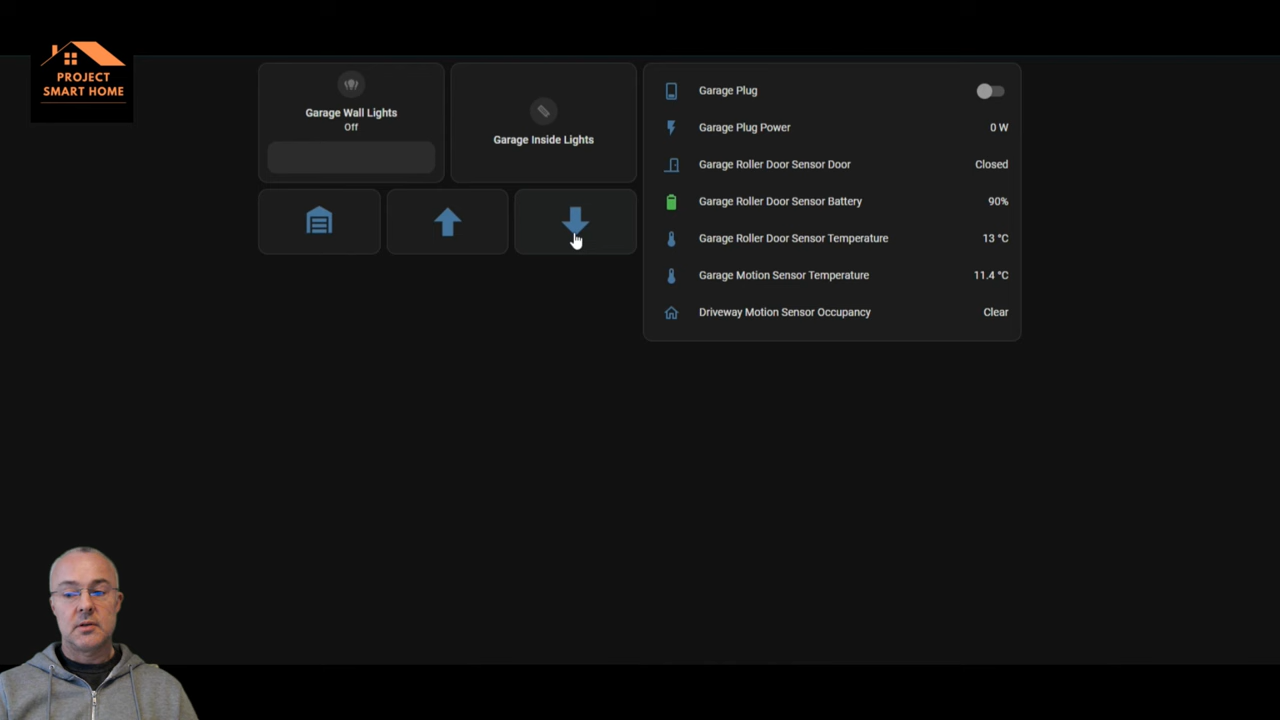 PROJECT
SMART HOME
Garage Wall Lights
Off
Garage Inside Lights
Garage Plug
Garage Plug Power 0 W
Garage Roller Door Sensor Door Closed
Garage Roller Door Sensor Battery 90%
Garage Roller Door Sensor Temperature 13 °C
Garage Motion Sensor Temperature 11.4 °C
Driveway Motion Sensor Occupancy Clear